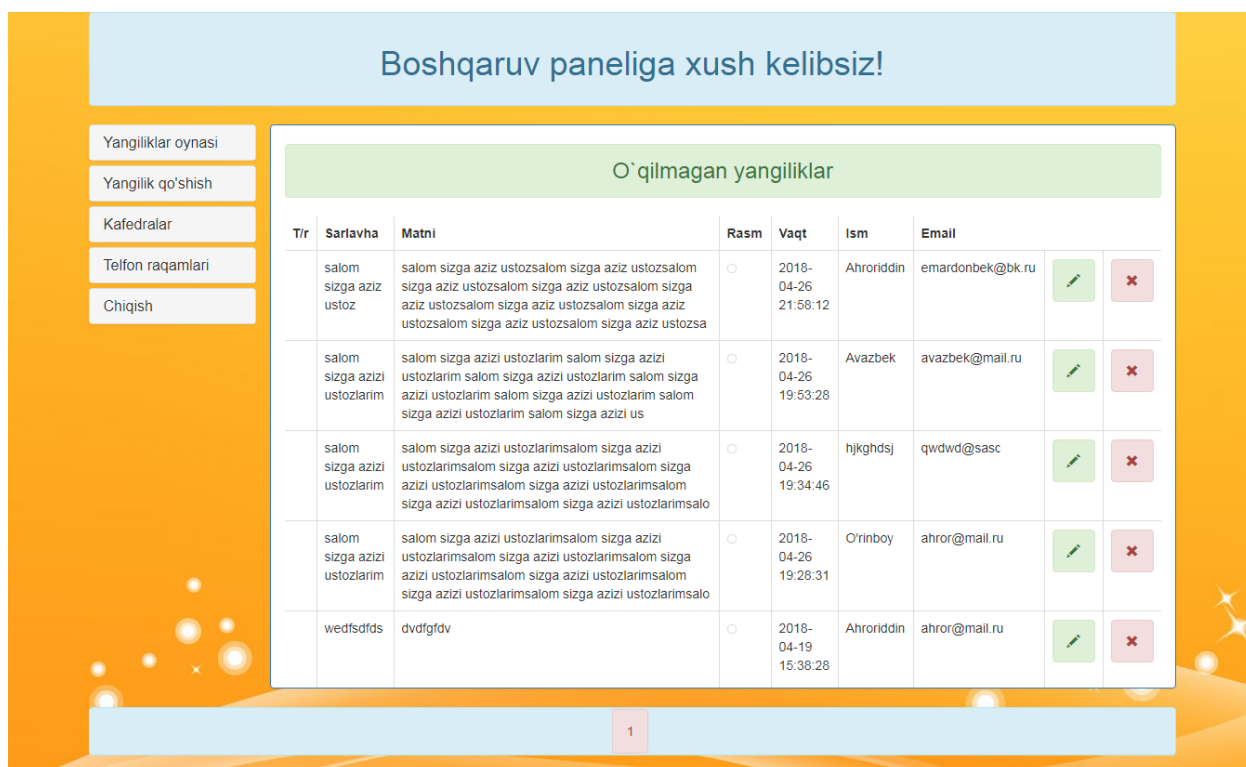 Boshqaruv paneliga xush kelibsiz!
Yangiliklar oynasi
Yangilik qo'shish
Kafedralar
Telfon raqamlari
Chiqish
O`qilmagan yangiliklar
T/r Sarlavha Matni Rasm Vaqt Ism Email
salom
sizga aziz
ustoz
salom sizga aziz ustozsalom sizga aziz ustozsalom
sizga aziz ustozsalom sizga aziz ustozsalom sizga
aziz ustozsalom sizga aziz ustozsalom sizga aziz
ustozsalom sizga aziz ustozsalom sizga aziz ustozsa
2018-
04-26
21:58:12
Ahroriddin
emardonbek@bk.ru
salom
sizga azizi
ustozlarim
salom sizga azizi ustozlarim salom sizga azizi
ustozlarim salom sizga azizi ustozlarim salom sizga
azizi ustozlarim salom sizga azizi ustozlarim salom
sizga azizi ustozlarim salom sizga azizi us
2018-
04-26
19:53:28
Avazbek
avazbek@mail.ru
salom
sizga azizi
ustozlarim
salom sizga azizi ustozlarimsalom sizga azizi
ustozlarimsalom sizga azizi ustozlarimsalom sizga
azizi ustozlarimsalom sizga azizi ustozlarimsalom
sizga azizi ustozlarimsalom sizga azizi ustozlarimsalo
2018-
04-26
19:34:46
hjkghdsj
qwdwd@sasc
salom
sizga azizi
ustozlarim
salom sizga azizi ustozlarimsalom sizga azizi
ustozlarimsalom sizga azizi ustozlarimsalom sizga
azizi ustozlarimsalom sizga azizi ustozlarimsalom
sizga azizi ustozlarimsalom sizga azizi ustozlarimsalo
2018-
04-26
19:28:31
O'rinboy
ahror@mail.ru
wedfsdfds
dvdfgfdv
2018-
04-19
15:38:28
Ahroriddin
ahror@mail.ru
1